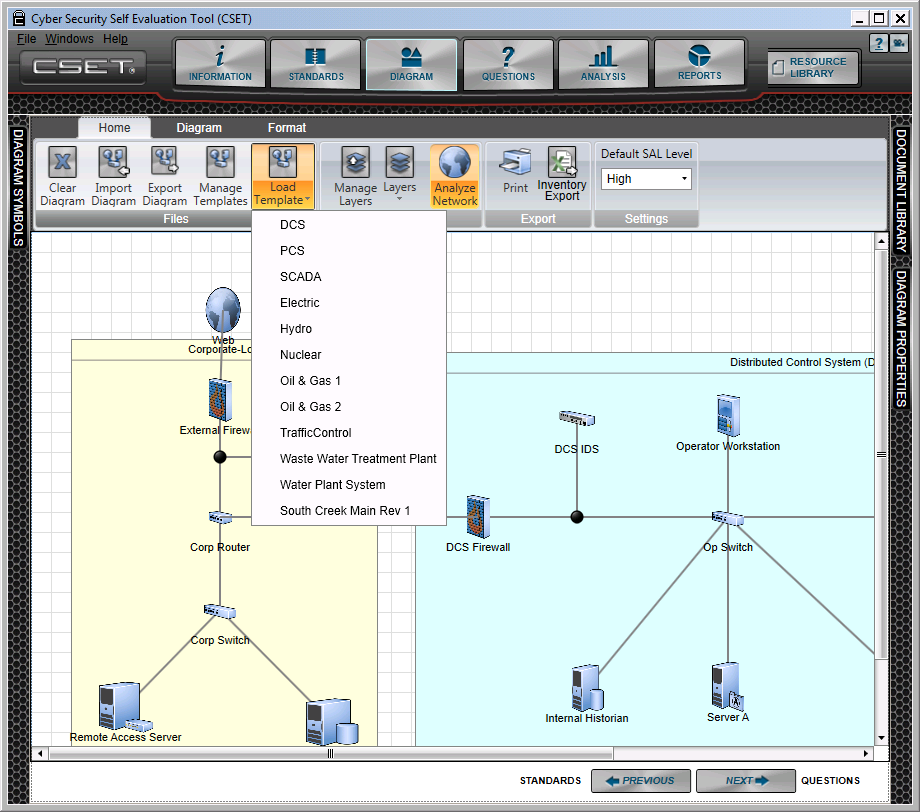 Cyber Security Self Evaluation Tool (CSET)
File Windows Help
CSET
INFORMATION
STANDARDS
DIAGRAM
QUESTIONS
ANALYSIS
REPORTS
RESOURCE
LIBRARY
DIAGRAM SYMBOLS
Home
Diagram
Format
Clear
Diagram
Import
Diagram
Export
Diagram
Manage
Templates
Load
Template
Files
Manage
Layers
Layers
Analyze
Network
Print
Inventory
Export
Export
Default SAL Level
High
Settings
DOCUMENT LIBRARY
DIAGRAM PROPERTIES
DCS
PCS
SCADA
Electric
Hydro
Nuclear
Oil & Gas 1
Oil & Gas 2
TrafficControl
Waste Water Treatment Plant
Water Plant System
South Creek Main Rev 1
Web
Corporate-Lo
External Firew
Corp Router
Corp Switch
Remote Access Server
Distributed Control System (D
DCS IDS
Operator Workstation
DCS Firewall
Op Switch
Internal Historian
Server A
STANDARDS
PREVIOUS
NEXT
QUESTIONS